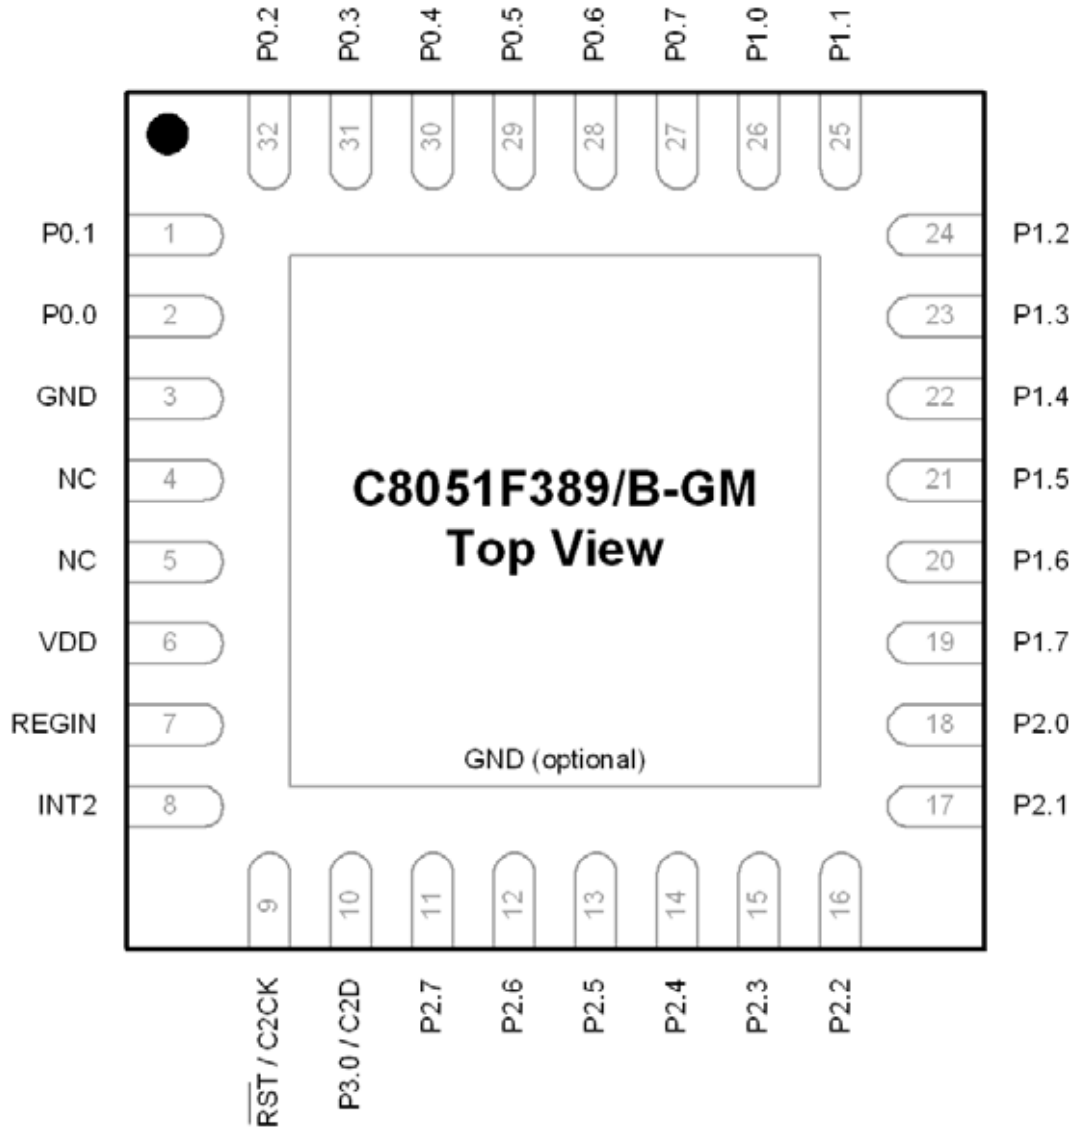 P0.2 P0.3 P0.4 P0.5 P0.6 P0.7 P1.0 P1.1
32 31 30 29 28 27 26 25
P0.1 1 24 P1.2
P0.0 2 23 P1.3
GND 3 22 P1.4
NC 4 21 P1.5
C8051F389/B-GM
Top View
NC 5 20 P1.6
VDD 6 19 P1.7
REGIN 7 18 P2.0
GND (optional)
INT2 8 17 P2.1
9 10 11 12 13 14 15 16
R̅S̅T̅ / C2CK P3.0 / C2D P2.7 P2.6 P2.5 P2.4 P2.3 P2.2